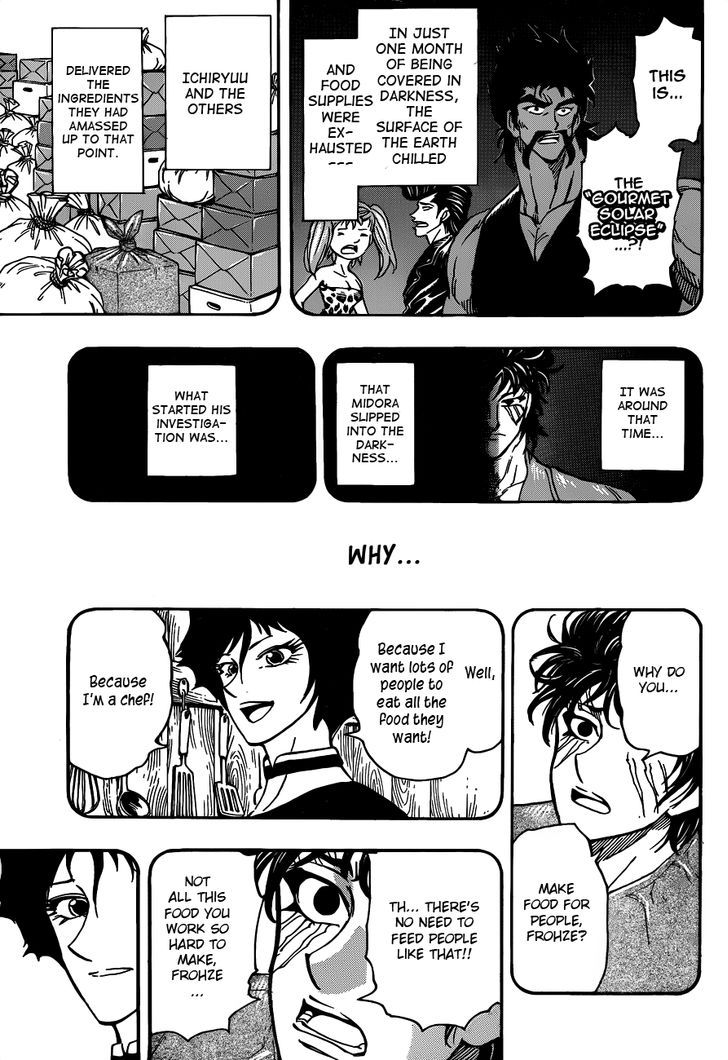 THIS
IS...
THE
"GOURMET
SOLAR
ECLIPSE"
...?!
IN JUST
ONE MONTH
OF BEING
COVERED IN
DARKNESS,
THE
SURFACE OF
THE EARTH
CHILLED
AND
FOOD
SUPPLIES
WERE
EX-
HAUSTED
---
ICHIRYUU
AND THE
OTHERS
DELIVERED
THE
INGREDIENTS
THEY HAD
AMASSED
UP TO THAT
POINT.
IT WAS
AROUND
THAT
TIME...
THAT
MIDORA
SLIPPED
INTO THE
DARK-
NESS...
WHAT
STARTED HIS
INVESTIGA-
TION WAS...
WHY...
WHY DO
YOU...
MAKE
FOOD FOR
PEOPLE,
FROHZE?
Well,
Because I
want lots of
people to
eat all the
food they
want!
Because
I'm a chef!
TH... THERE'S
NO NEED TO
FEED PEOPLE
LIKE THAT!!
NOT
ALL THIS
FOOD YOU
WORK SO
HARD TO
MAKE,
FROHZE
...